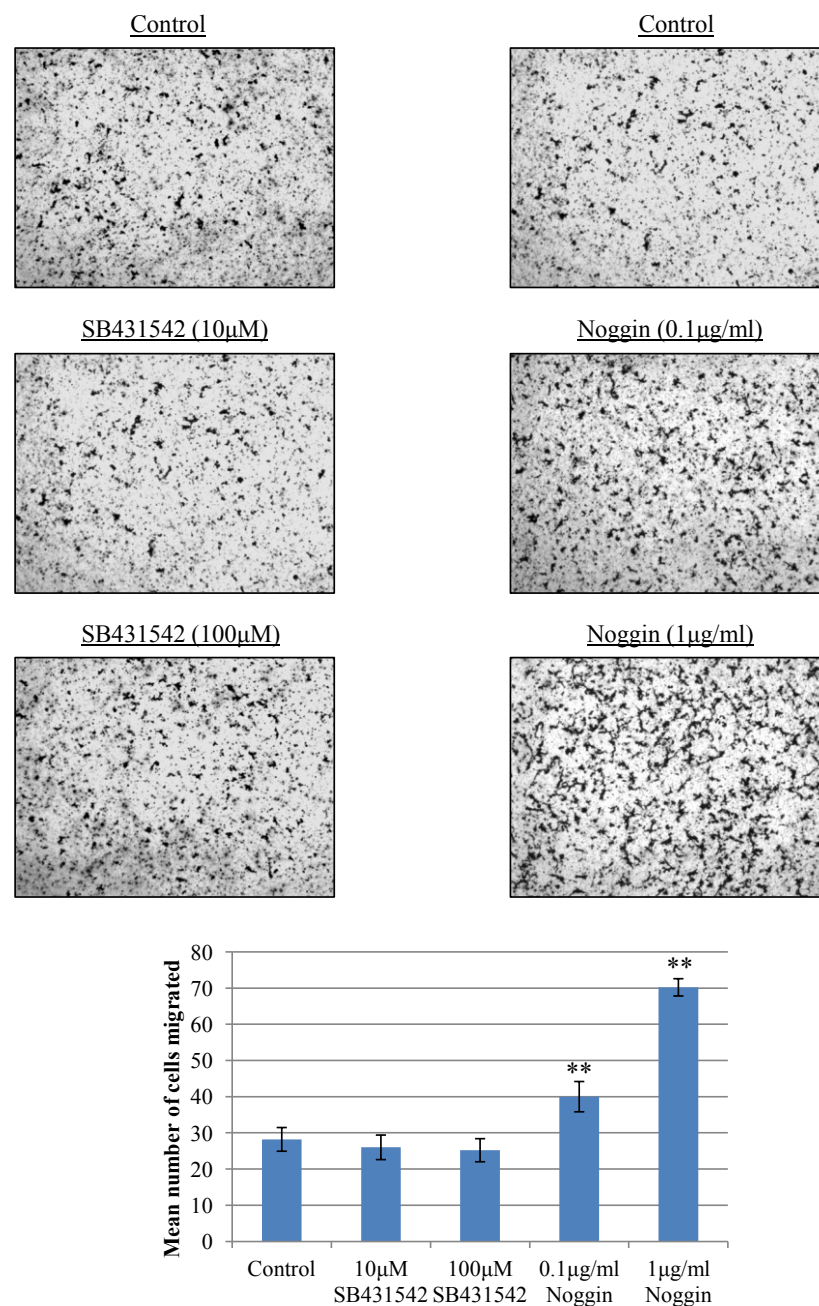 Control
Control
SB431542 (10μM)
Noggin (0.1μg/ml)
SB431542 (100μM)
Noggin (1μg/ml)
Mean number of cells migrated
80
70
60
50
40
30
20
10
0
**
**
Control
10μM
SB431542
100μM
SB431542
0.1μg/ml
Noggin
1μg/ml
Noggin